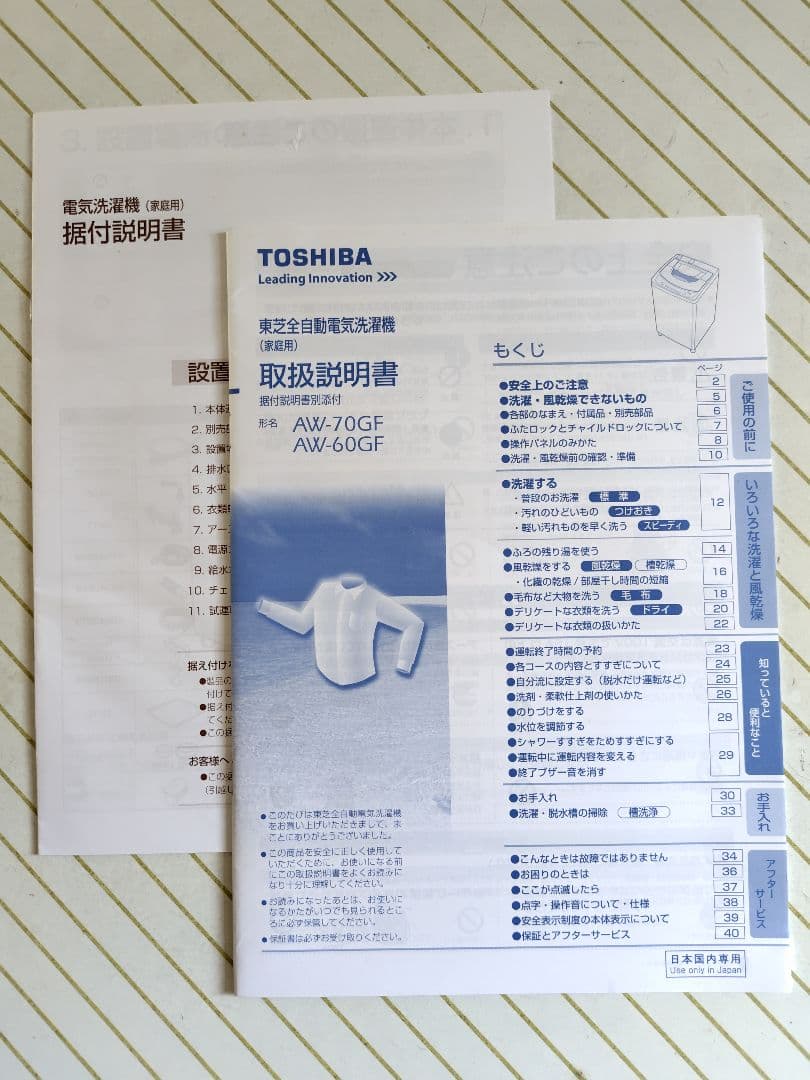 電気洗濯機（家庭用）
据付説明書
設置
1. 本体
2. 別売
3. 設置
4. 排水
5. 水平
6. 衣類
7. アー
8. 電源
9. 給水
10. チェ
11. 試運
据え付け
●製品の
付けて
●据え付
てくだ
●この据
お客様へ
●この据
（引越し
TOSHIBA
Leading Innovation >>>
東芝全自動電気洗濯機
（家庭用）
取扱説明書
据付説明書別添付
形名 AW-70GF
AW-60GF
●このたびは東芝全自動電気洗濯機
をお買い上げいただきまして、ま
ことにありがとうございました。
●この商品を安全に正しく使用して
いただくために、お使いになる前
にこの取扱説明書をよくお読みに
なり十分に理解してください。
●お読みになったあとは、お使いに
なるかたがいつでも見られるとこ
ろに必ず保管してください。
●保証書は必ずお受け取りください。
もくじ
ページ
●安全上のご注意 2
●洗濯・風乾燥できないもの 5
●各部のなまえ・付属品・別売部品 6
●ふたロックとチャイルドロックについて 7
●操作パネルのみかた 8
●洗濯・風乾燥前の確認・準備 10
ご使用の前に
●洗濯する 12
・普段のお洗濯 標準
・汚れのひどいもの つけおき
・軽い汚れものを早く洗う スピーディ
●ふろの残り湯を使う 14
●風乾燥をする 風乾燥 槽乾燥 16
・化繊の乾燥／部屋干し時間の短縮
●毛布など大物を洗う 毛布 18
●デリケートな衣類を洗う ドライ 20
●デリケートな衣類の扱いかた 22
いろいろな洗濯と風乾燥
●運転終了時間の予約 23
●各コースの内容とすすぎについて 24
●自分流に設定する（脱水だけ運転など） 25
●洗剤・柔軟仕上剤の使いかた 26
●のりづけをする 28
●水位を調節する
●シャワーすすぎをためすすぎにする
●運転中に運転内容を変える 29
●終了ブザー音を消す
知っていると便利なこと
●お手入れ 30
●洗濯・脱水槽の掃除 槽洗浄 33
お手入れ
●こんなときは故障ではありません 34
●お困りのときは 36
●ここが点滅したら 37
●点字・操作音について・仕様 38
●安全表示制度の本体表示について 39
●保証とアフターサービス 40
アフターサービス
日本国内専用
Use only in Japan